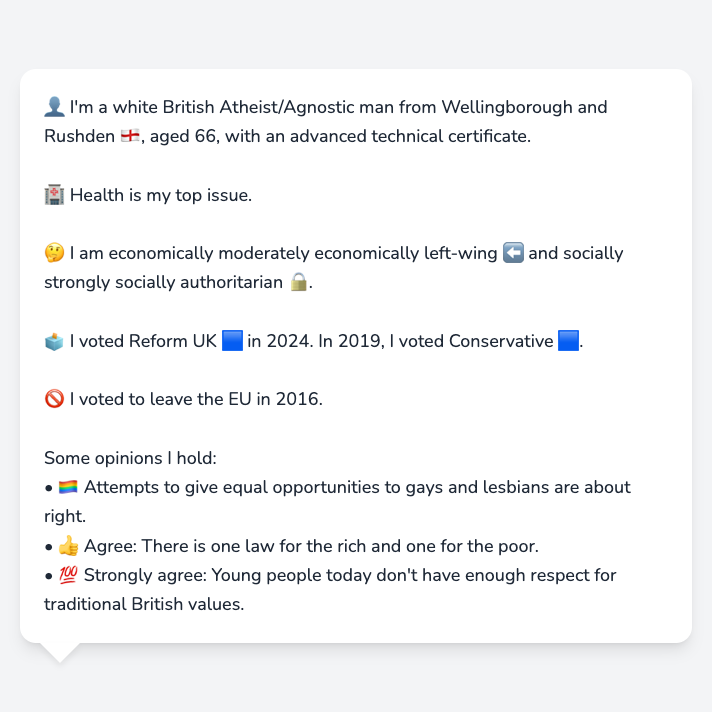 👤 I'm a white British Atheist/Agnostic man from Wellingborough and
Rushden 🏴󠁧󠁢󠁥󠁮󠁧󠁿, aged 66, with an advanced technical certificate.
🏥 Health is my top issue.
🤔 I am economically moderately economically left-wing ⬅️ and socially
strongly socially authoritarian 🔒.
🗳️ I voted Reform UK 🟦 in 2024. In 2019, I voted Conservative 🟦.
🚫 I voted to leave the EU in 2016.
Some opinions I hold:
• 🏳️‍🌈 Attempts to give equal opportunities to gays and lesbians are about
right.
• 👍 Agree: There is one law for the rich and one for the poor.
• 💯 Strongly agree: Young people today don't have enough respect for
traditional British values.